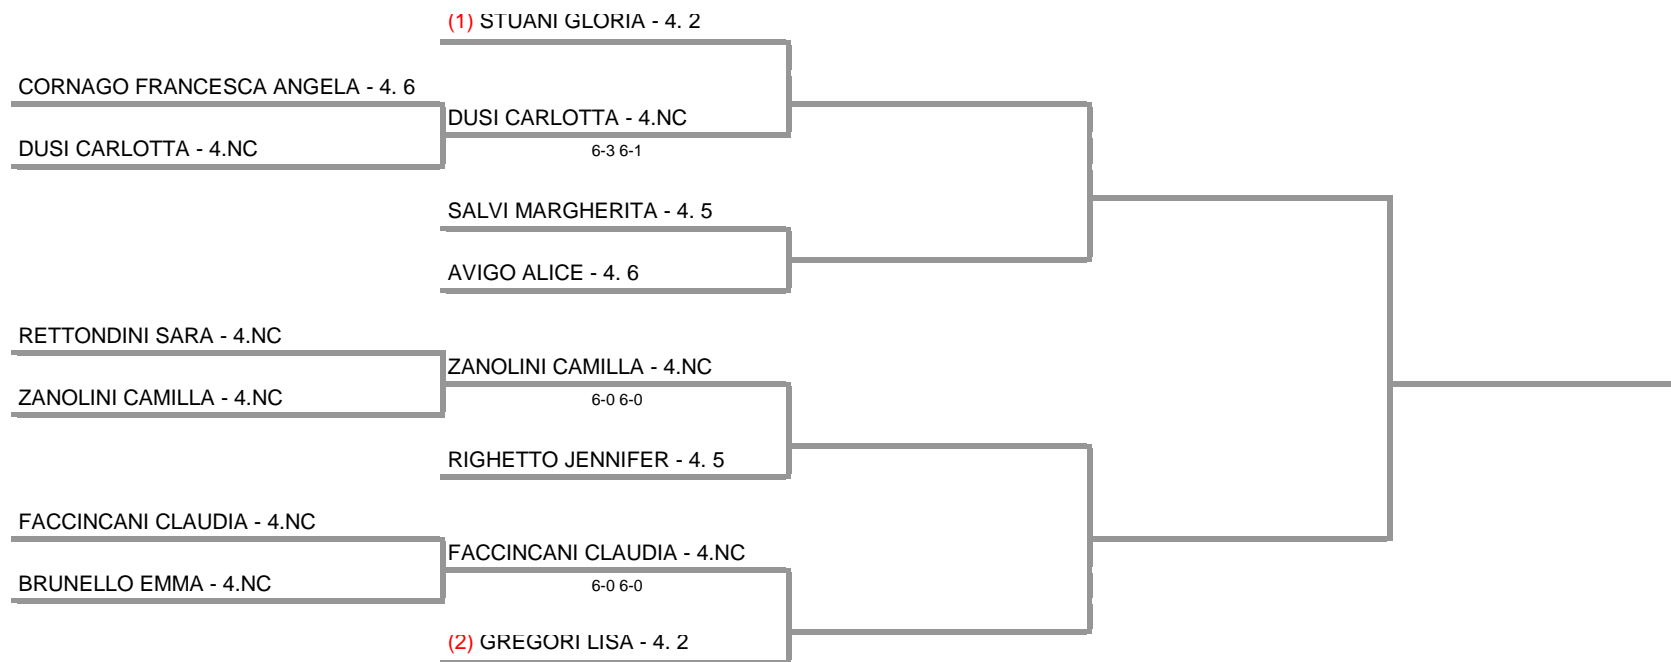 (1) STUANI GLORIA - 4. 2
CORNAGO FRANCESCA ANGELA - 4. 6
DUSI CARLOTTA - 4.NC
DUSI CARLOTTA - 4.NC
6-3 6-1
SALVI MARGHERITA - 4. 5
AVIGO ALICE - 4. 6
RETTONDINI SARA - 4.NC
ZANOLINI CAMILLA - 4.NC
ZANOLINI CAMILLA - 4.NC
6-0 6-0
RIGHETTO JENNIFER - 4. 5
FACCINCANI CLAUDIA - 4.NC
FACCINCANI CLAUDIA - 4.NC
BRUNELLO EMMA - 4.NC
6-0 6-0
(2) GREGORI LISA - 4. 2